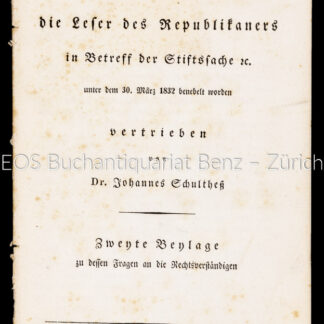 die Leser des Republikaners
in Betreff der Stiftssache ꝛc.
unter dem 30. März 1832 benebelt worden
vertrieben
von
EOS Buchantiquariat Benz – Zürich
Dr. Johannes Schultheß
Zweyte Beylage
zu dessen Fragen an die Rechtsverständigen